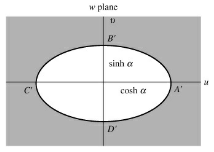 w plane
υ
B′
sinh α
u
C′
cosh α
A′
D′